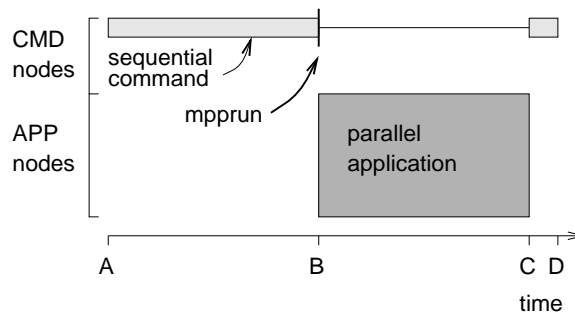 CMD
nodes
sequential
command
mpprun
APP
nodes
parallel
application
A B C D
time